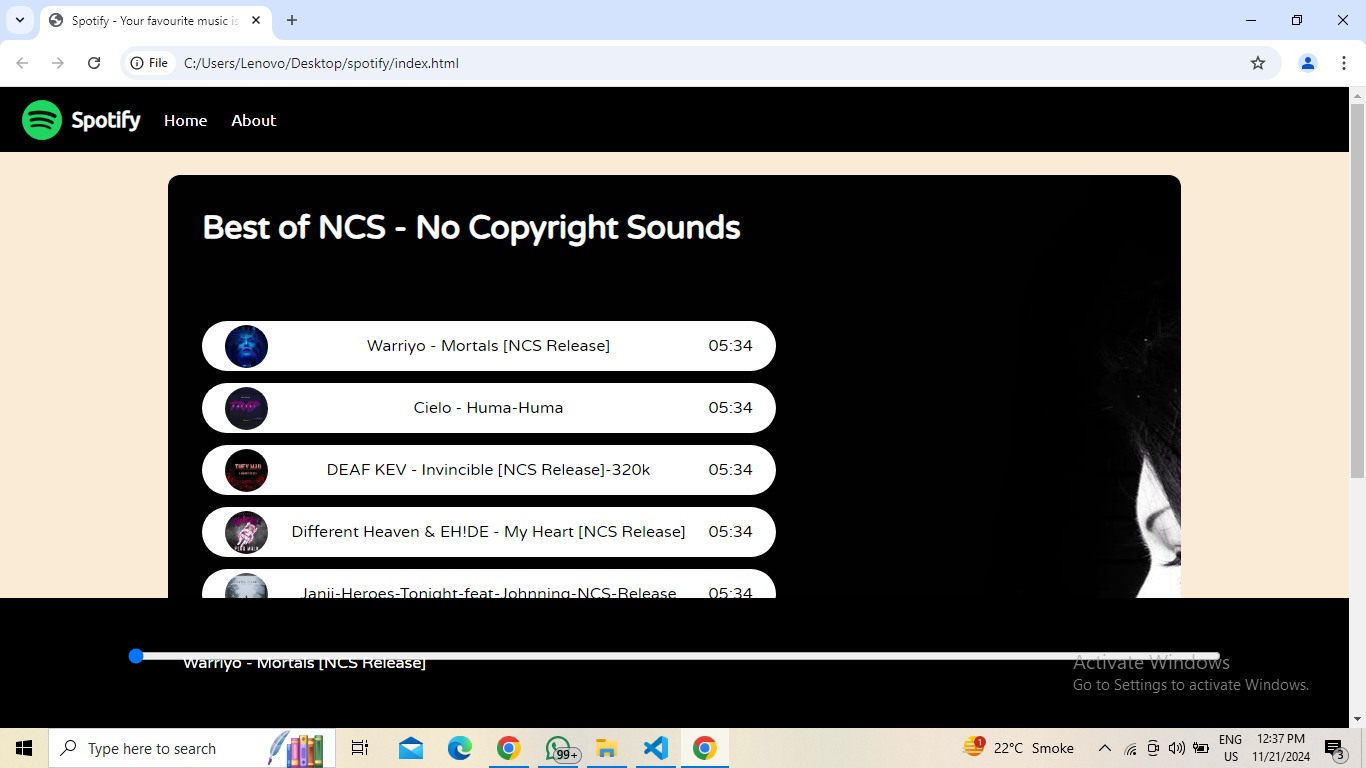 Spotify - Your favourite music is
File
C:/Users/Lenovo/Desktop/spotify/index.html
Spotify
Home
About
Best of NCS - No Copyright Sounds
Warriyo - Mortals [NCS Release] 05:34
Cielo - Huma-Huma 05:34
THEY MAD
DEAF KEV - Invincible [NCS Release]-320k 05:34
Different Heaven & EH!DE - My Heart [NCS Release] 05:34
Janji-Heroes-Tonight-feat-Johnning-NCS-Release 05:34
Warriyo - Mortals [NCS Release]
Activate Windows
Go to Settings to activate Windows.
Type here to search
99+
1
22°C Smoke
ENG
US
12:37 PM
11/21/2024
3